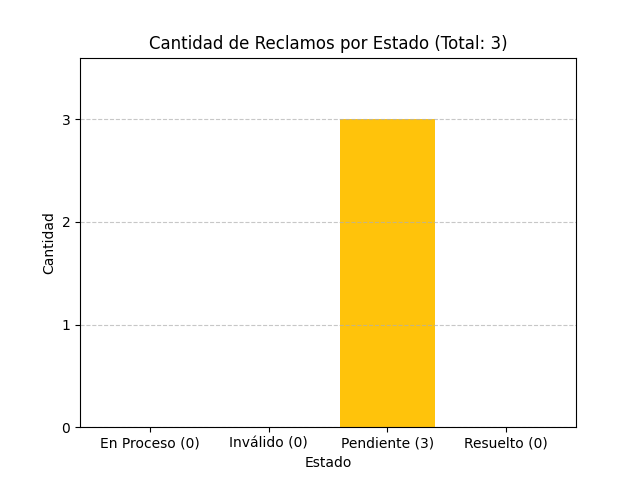 Cantidad de Reclamos por Estado (Total: 3)
Cantidad
3
2
1
0
En Proceso (0) Inválido (0) Pendiente (3) Resuelto (0)
Estado